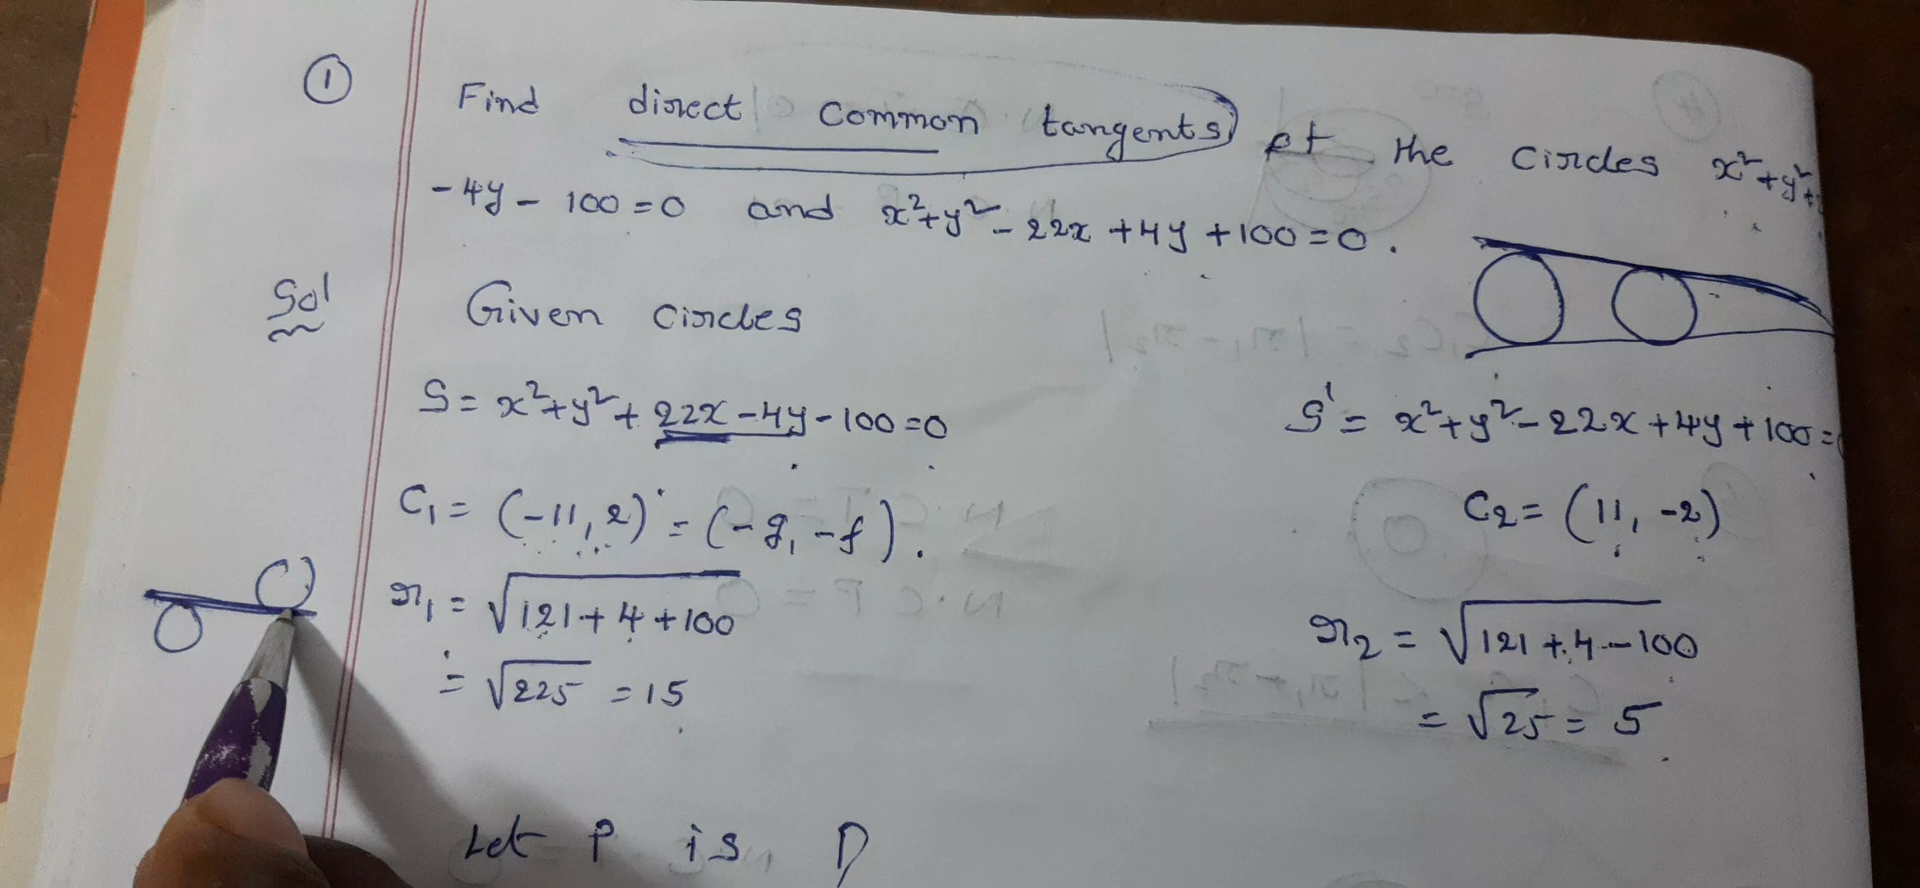 ① Find direct common tangents of the circles x²+y²+
-4y - 100 = 0 and x²+y² - 22x + 4y + 100 = 0.
Sol Given circles
S = x²+y² + 22x - 4y - 100 = 0
S' = x²+y² - 22x + 4y + 100 =
C₁ = (-11, 2) = (-g, -f).
C₂ = (11, -2)
r₁ = √121 + 4 + 100
r₂ = √121 + 4 - 100
= √225 = 15
= √25 = 5
Let P is